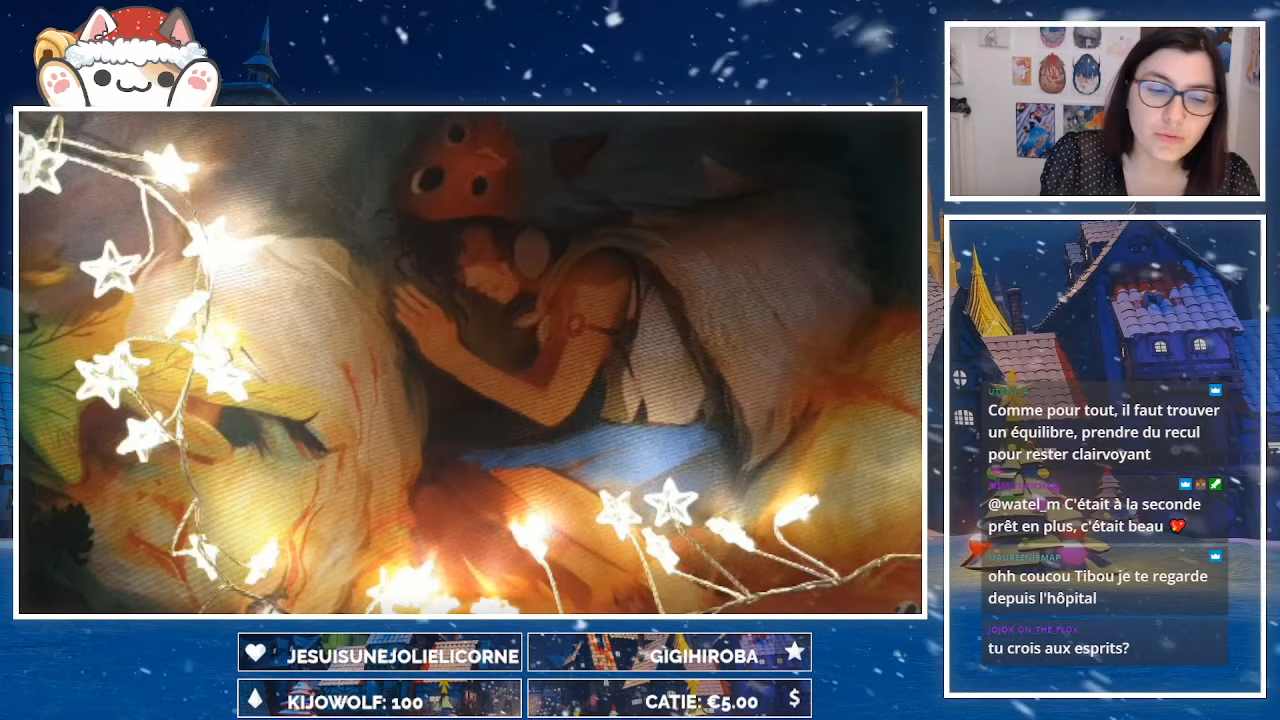 Comme pour tout, il faut trouver
un équilibre, prendre du recul
pour rester clairvoyant
@watel_m C'était à la seconde
prêt en plus, c'était beau
MAUREENIRMAP
ohh coucou Tibou je te regarde
depuis l'hôpital
JOJOX_ON_THE_FLOX
tu crois aux esprits?
JESUISUNEJOLIELICORNE
GIGIHIROBA
KIJOWOLF: 100
CATIE: €5.00